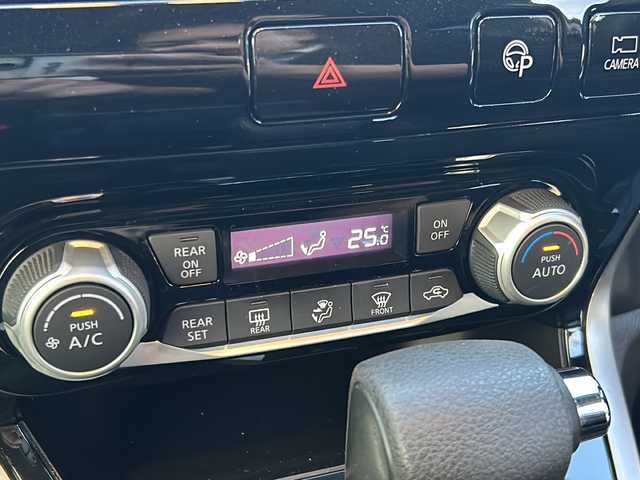 P
CAMERA
REAR
ON
OFF
25.0
°C
ON
OFF
PUSH
AUTO
PUSH
A/C
REAR
SET
REAR
FRONT